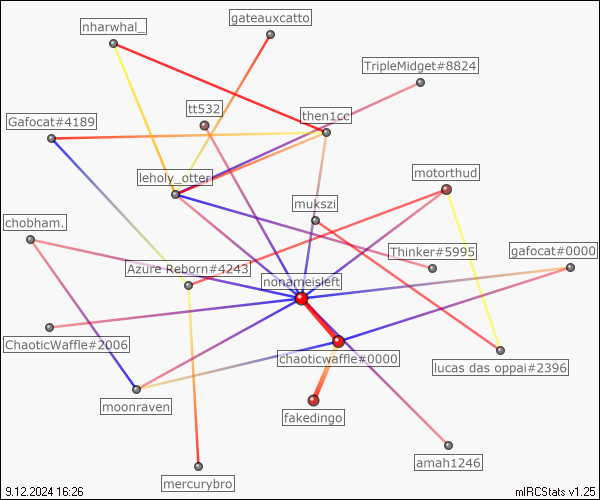 gateauxcatto
nharwhal_
TripleMidget#8824
tt532
then1cc
Gafocat#4189
motorthud
leholy_otter
mukszi
chobham.
Thinker#5995
gafocat#0000
Azure Reborn#4243
nonameisleft
ChaoticWaffle#2006
chaoticwaffle#0000
lucas das oppai#2396
moonraven
fakedingo
amah1246
mercurybro
9.12.2024 16:26
mIRCStats v1.25